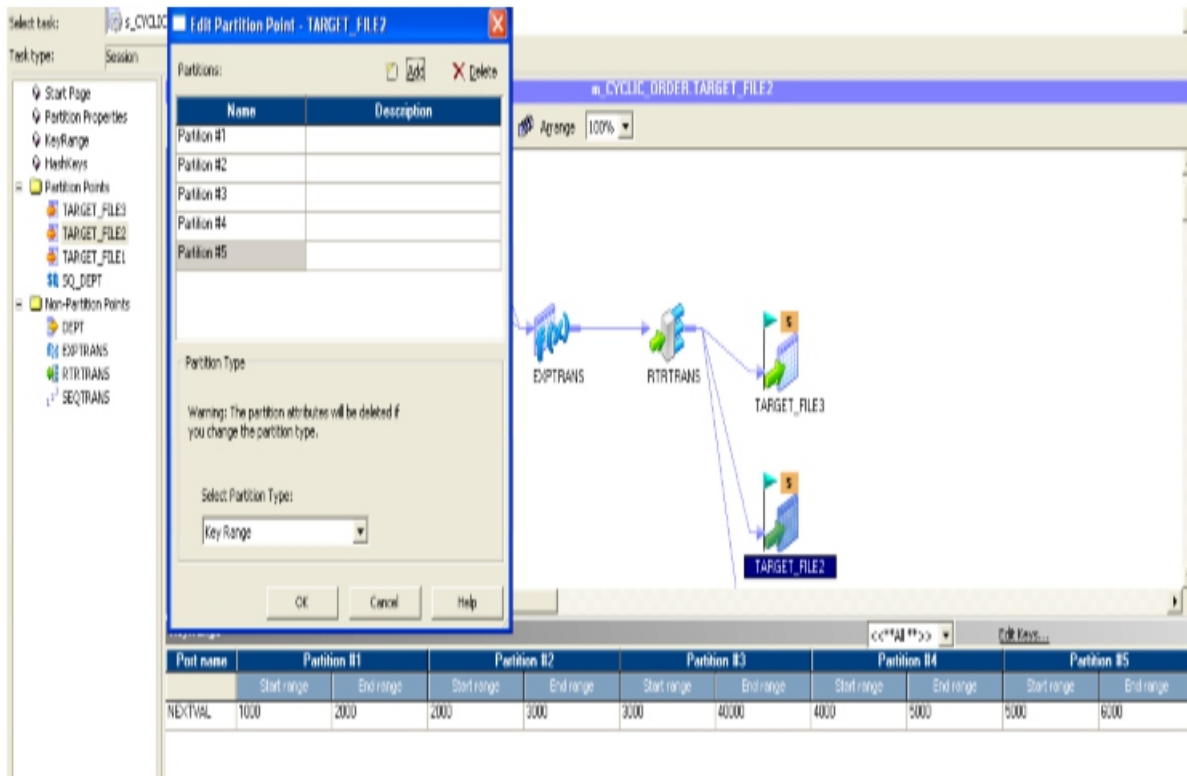 Select task:
s_CYCLIC
Task type:
Session
Start Page
Partition Properties
KeyRange
HashKeys
Partition Points
TARGET_FILE3
TARGET_FILE2
TARGET_FILE1
SQ_DEPT
Non-Partition Points
DEPT
EXPTRANS
RTRTRANS
SEQTRANS
Edit Partition Point - TARGET_FILE2
Partitions:
Add
Delete
Name Description
Partition #1
Partition #2
Partition #3
Partition #4
Partition #5
Partition Type
Warning: The partition attributes will be deleted if
you change the partition type.
Select Partition Type:
Key Range
OK Cancel Help
m_CYCLIC_ORDER.TARGET_FILE2
Arrange 100%
EXPTRANS
RTRTRANS
S
TARGET_FILE3
S
TARGET_FILE2
<<**All**>>
Edit Keys...
Port name Partition #1 Partition #2 Partition #3 Partition #4 Partition #5
Start range End range Start range End range Start range End range Start range End range Start range End range
NEXTVAL 1000 2000 2000 3000 3000 40000 4000 5000 5000 6000